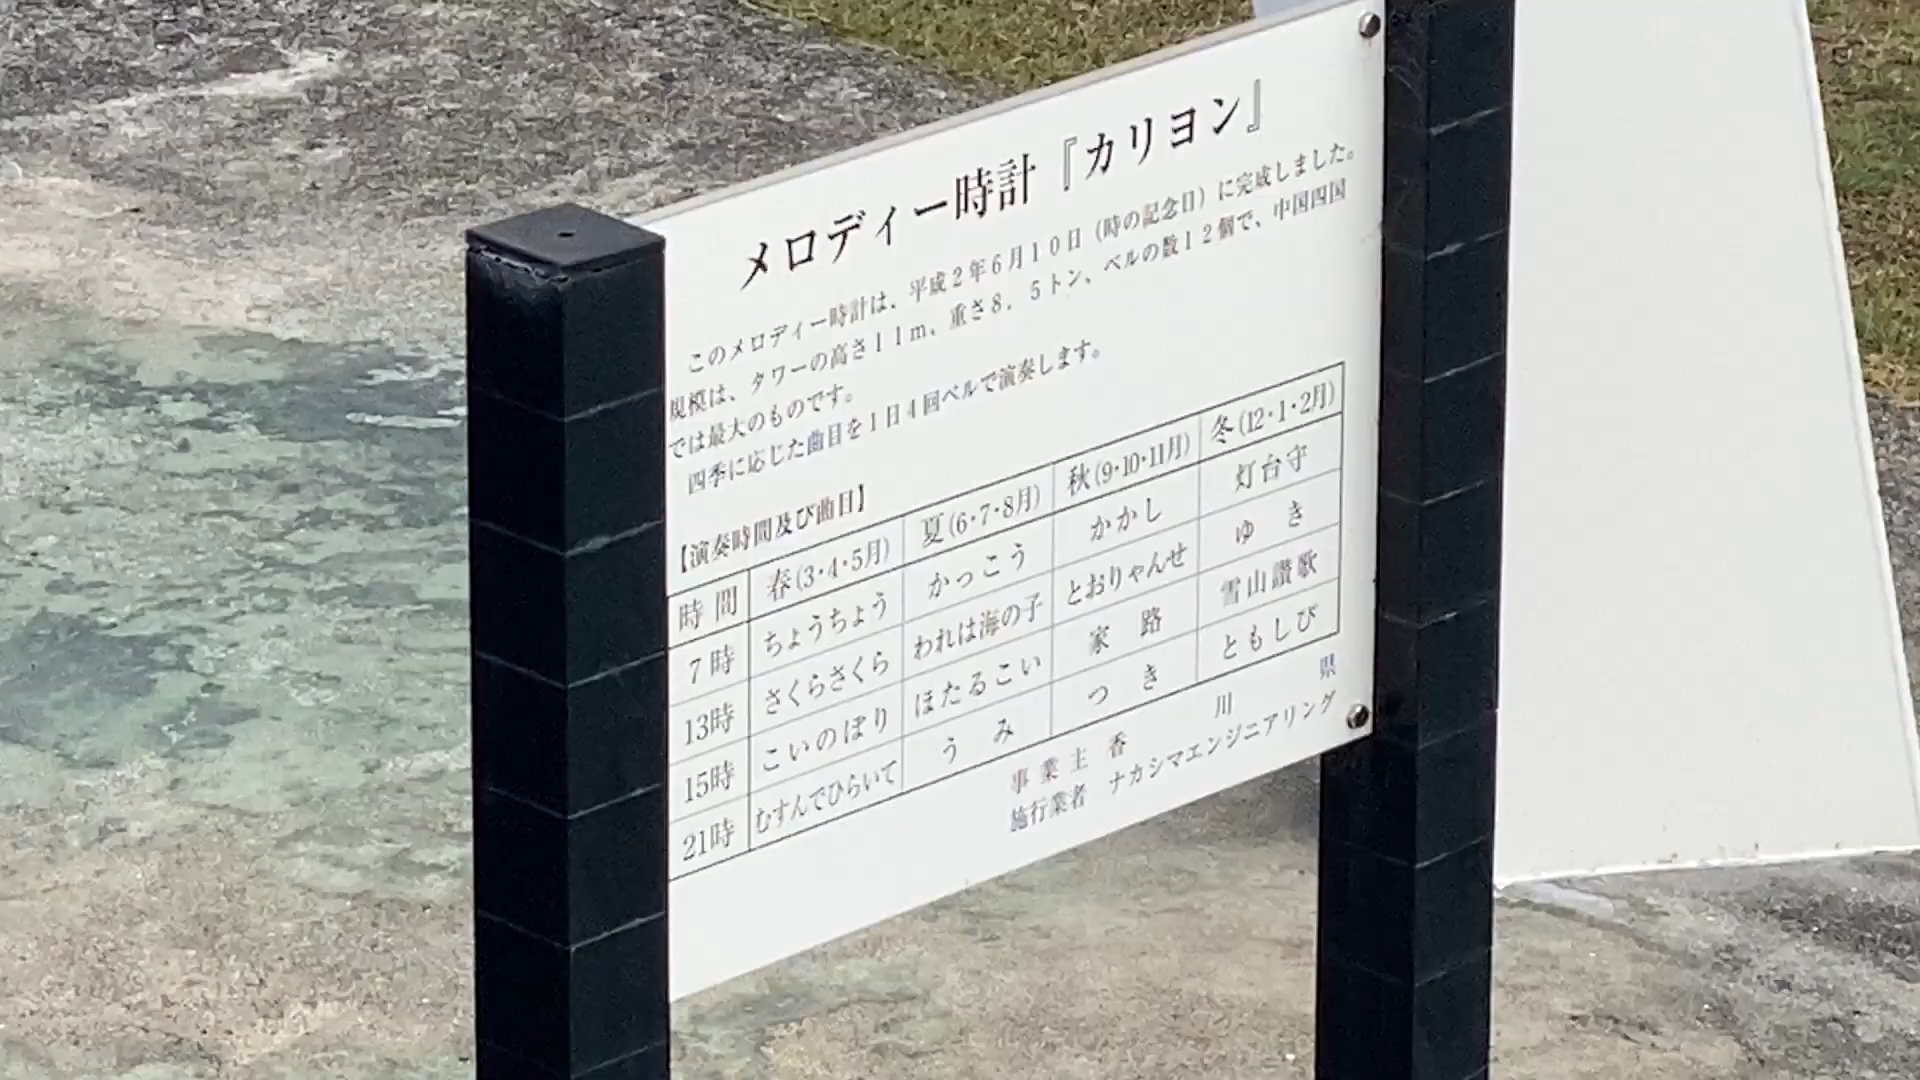 メロディー時計『カリヨン』
このメロディー時計は、平成2年6月10日(時の記念日)に完成しました。
規模は、タワーの高さ11m、重さ8.5トン、ベルの数12個で、中国四国
では最大のものです。
四季に応じた曲目を1日4回ベルで演奏します。
【演奏時間及び曲目】
時間 春(3・4・5月) 夏(6・7・8月) 秋(9・10・11月) 冬(12・1・2月)
7時 ちょうちょう かっこう かかし 灯台守
13時 さくらさくら われは海の子 とおりゃんせ ゆき
15時 こいのぼり ほたるこい 家路 雪山讃歌
21時 むすんでひらいて うみ つき ともしび
事業主 香川県
施行業者 ナカシマエンジニアリング